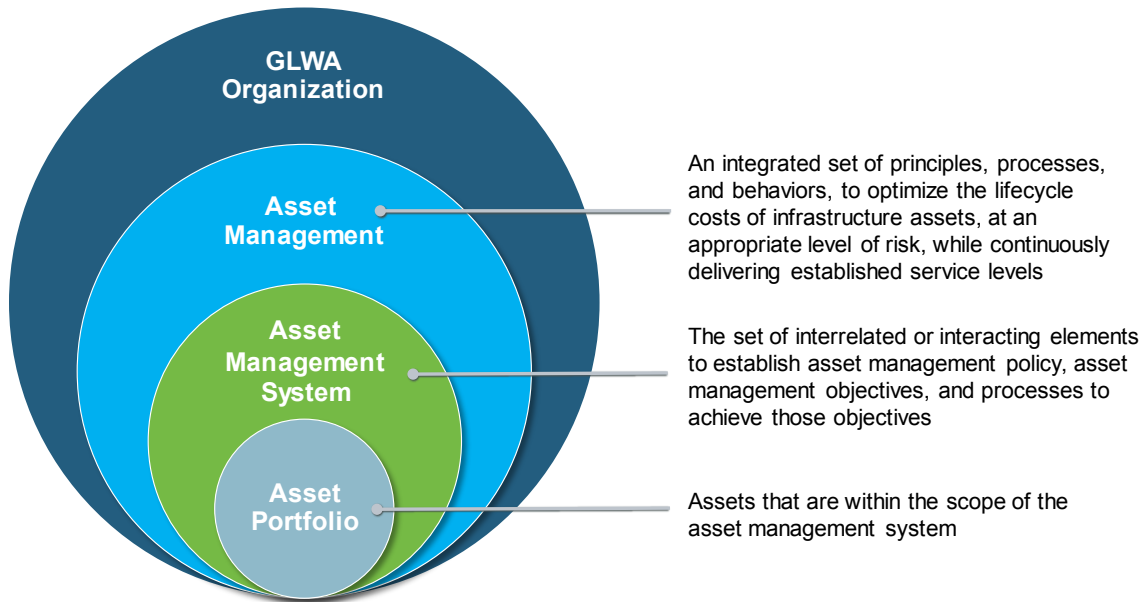 GLWA
Organization
Asset
Management
An integrated set of principles, processes,
and behaviors, to optimize the lifecycle
costs of infrastructure assets, at an
appropriate level of risk, while continuously
delivering established service levels
Asset
Management
System
The set of interrelated or interacting elements
to establish asset management policy, asset
management objectives, and processes to
achieve those objectives
Asset
Portfolio
Assets that are within the scope of the
asset management system